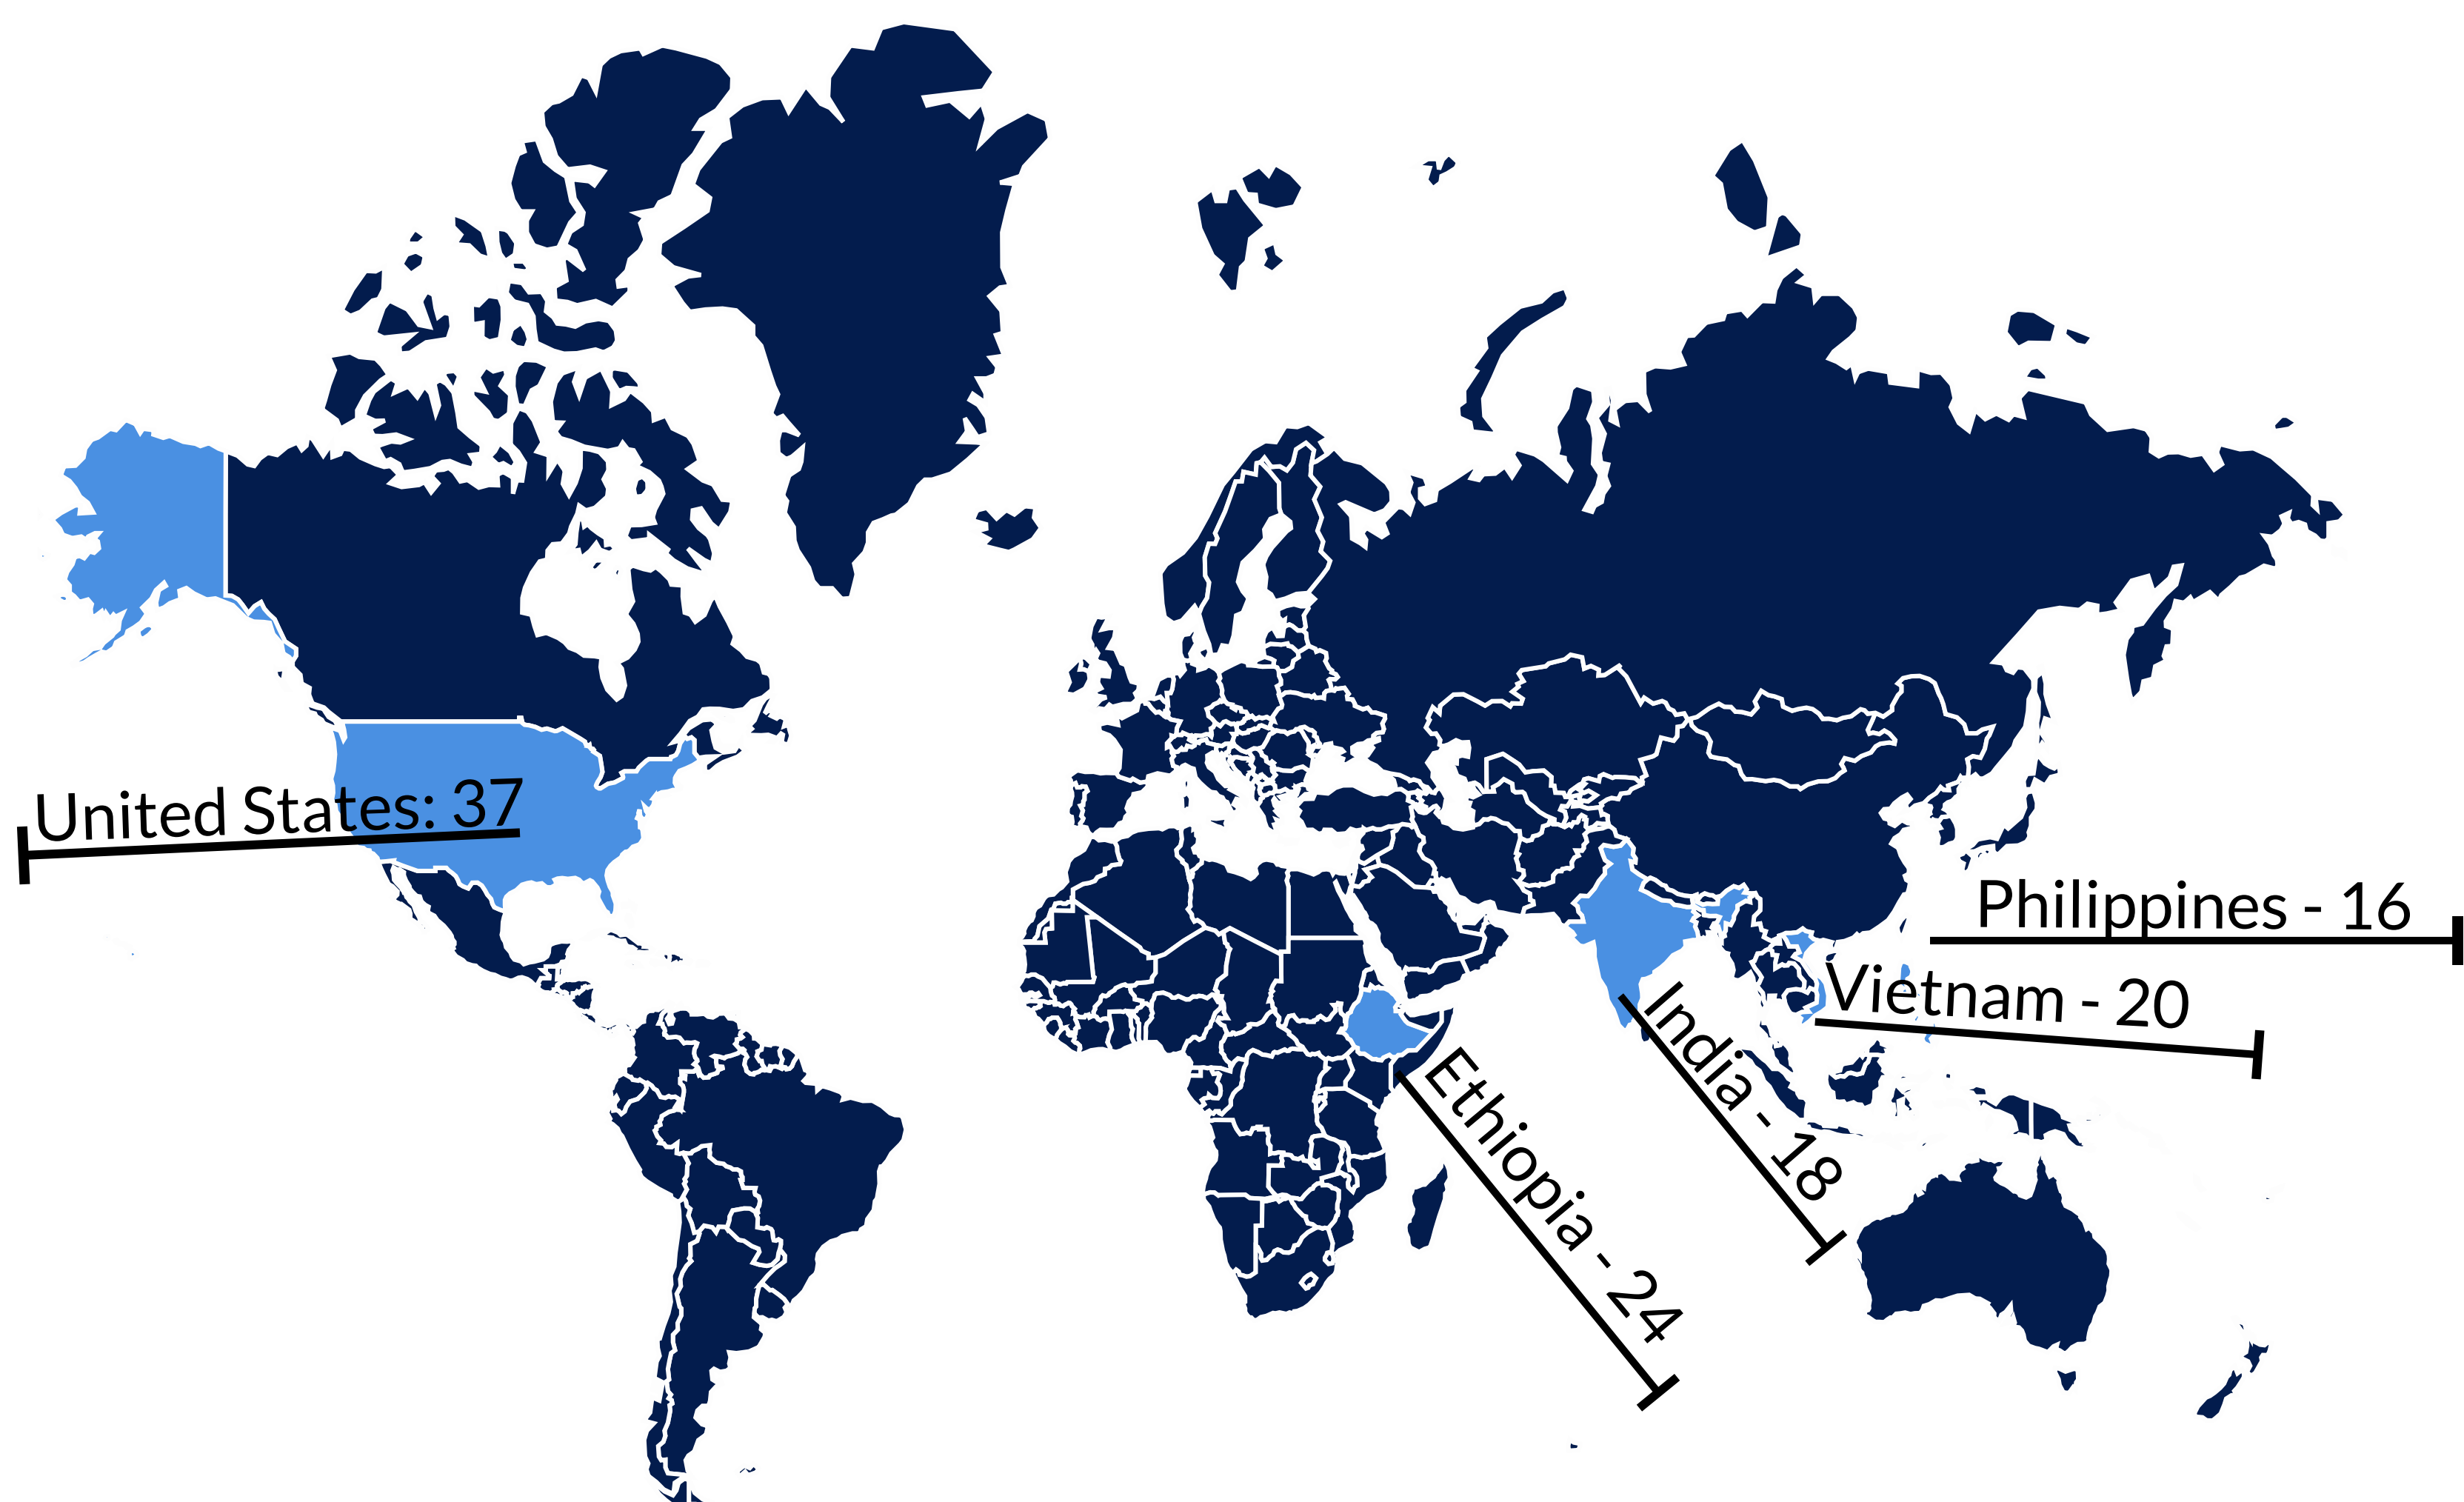 United States: 37
Philippines - 16
Vietnam - 20
India - 18
Ethiopia - 24